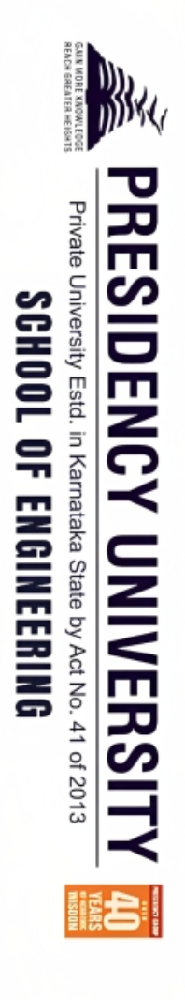 GAIN MORE KNOWLEDGE
REACH GREATER HEIGHTS
PRESIDENCY UNIVERSITY
Private University Estd. in Karnataka State by Act No. 41 of 2013
SCHOOL OF ENGINEERING
PRESIDENCY GROUP
40
YEARS
OF ACADEMIC
WISDOM